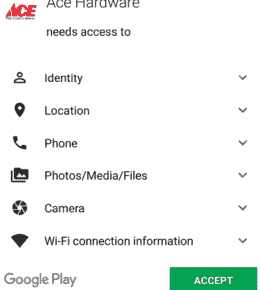 ACE
Ace Hardware
needs access to
Identity
Location
Phone
Photos/Media/Files
Camera
Wi-Fi connection information
Google Play
ACCEPT